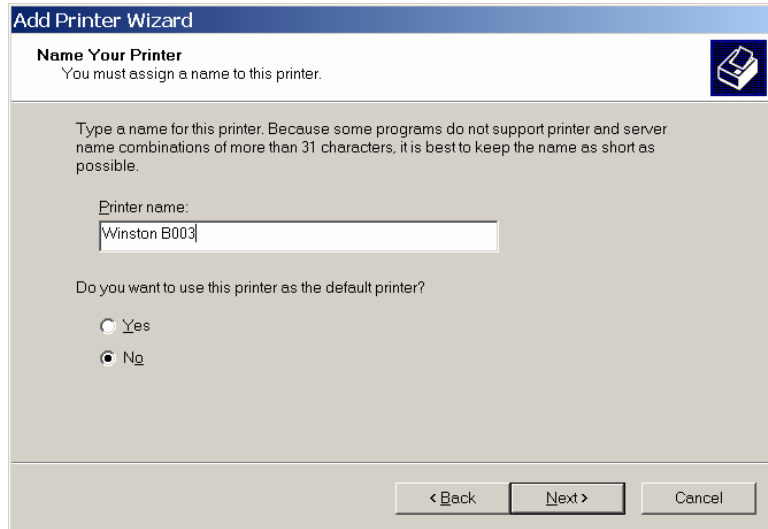 Add Printer Wizard
Name Your Printer
You must assign a name to this printer.
Type a name for this printer. Because some programs do not support printer and server
name combinations of more than 31 characters, it is best to keep the name as short as
possible.
Printer name:
Winston B003
Do you want to use this printer as the default printer?
Yes
No
< Back Next > Cancel